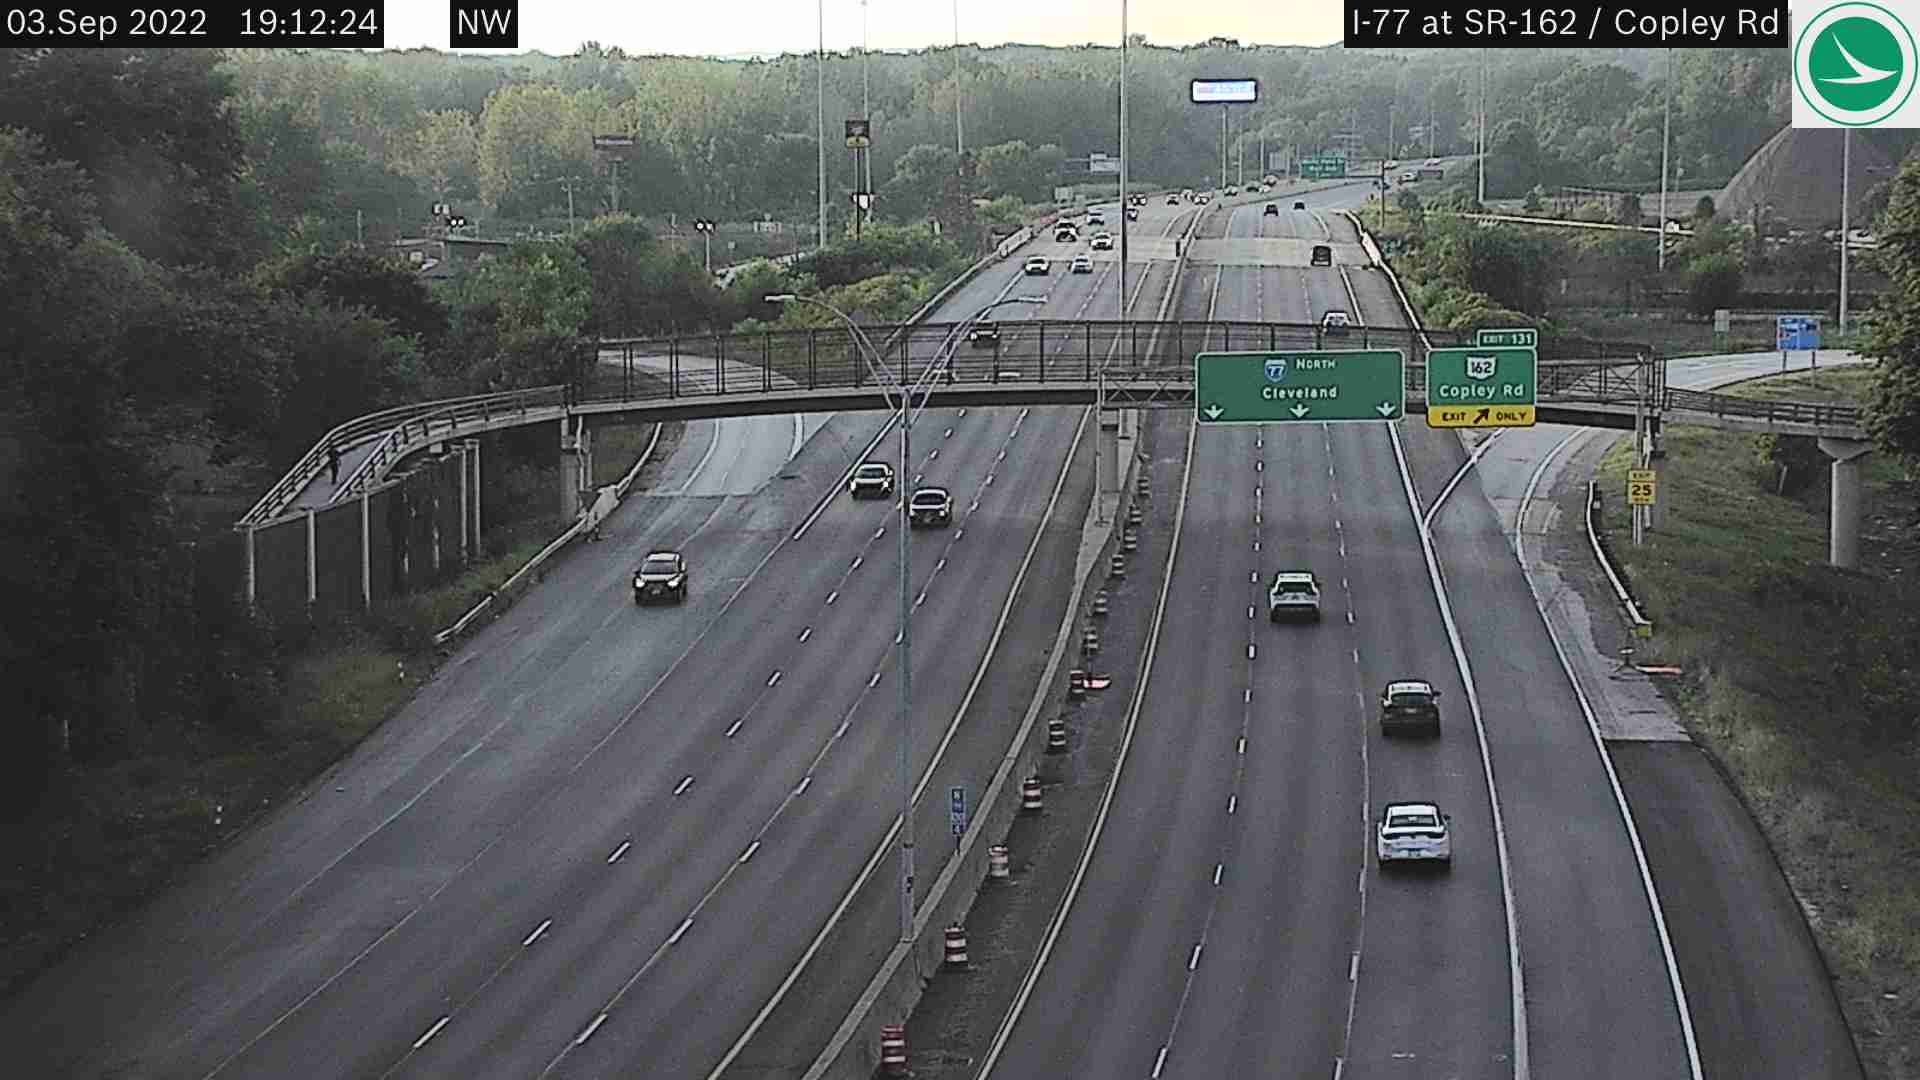 03.Sep 2022 19:12:24
NW
I-77 at SR-162 / Copley Rd
EXIT 131
77 NORTH
Cleveland
162
Copley Rd
EXIT ONLY
EXIT
25